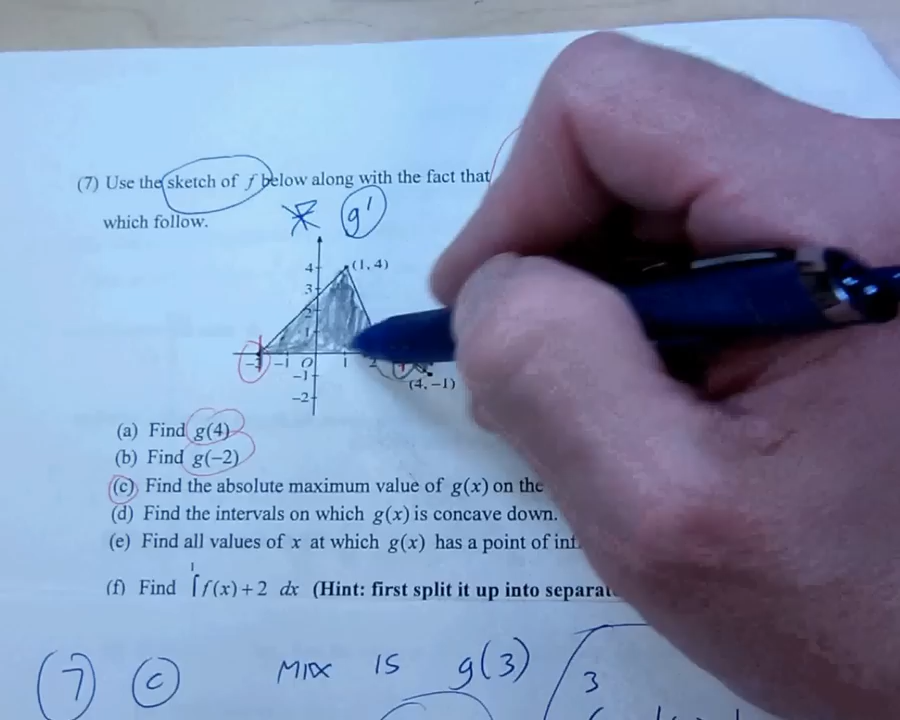 (7) Use the sketch of f below along with the fact that
which follow.
g'
4
(1, 4)
3
2
1
-1 O 1 2
-1
(4, -1)
-2
(a) Find g(4)
(b) Find g(-2)
(c) Find the absolute maximum value of g(x) on the
(d) Find the intervals on which g(x) is concave down.
(e) Find all values of x at which g(x) has a point of
1
(f) Find ∫ f(x) + 2 dx (Hint: first split it up into
7 c MAX IS g(3)
3